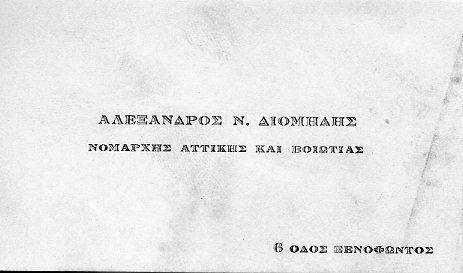 ΑΛΕΞΑΝΔΡΟΣ Ν. ΔΙΟΜΗΔΗΣ
ΝΟΜΑΡΧΗΣ ΑΤΤΙΚΗΣ ΚΑΙ ΒΟΙΩΤΙΑΣ
6 ΟΔΟΣ ΞΕΝΟΦΩΝΤΟΣ